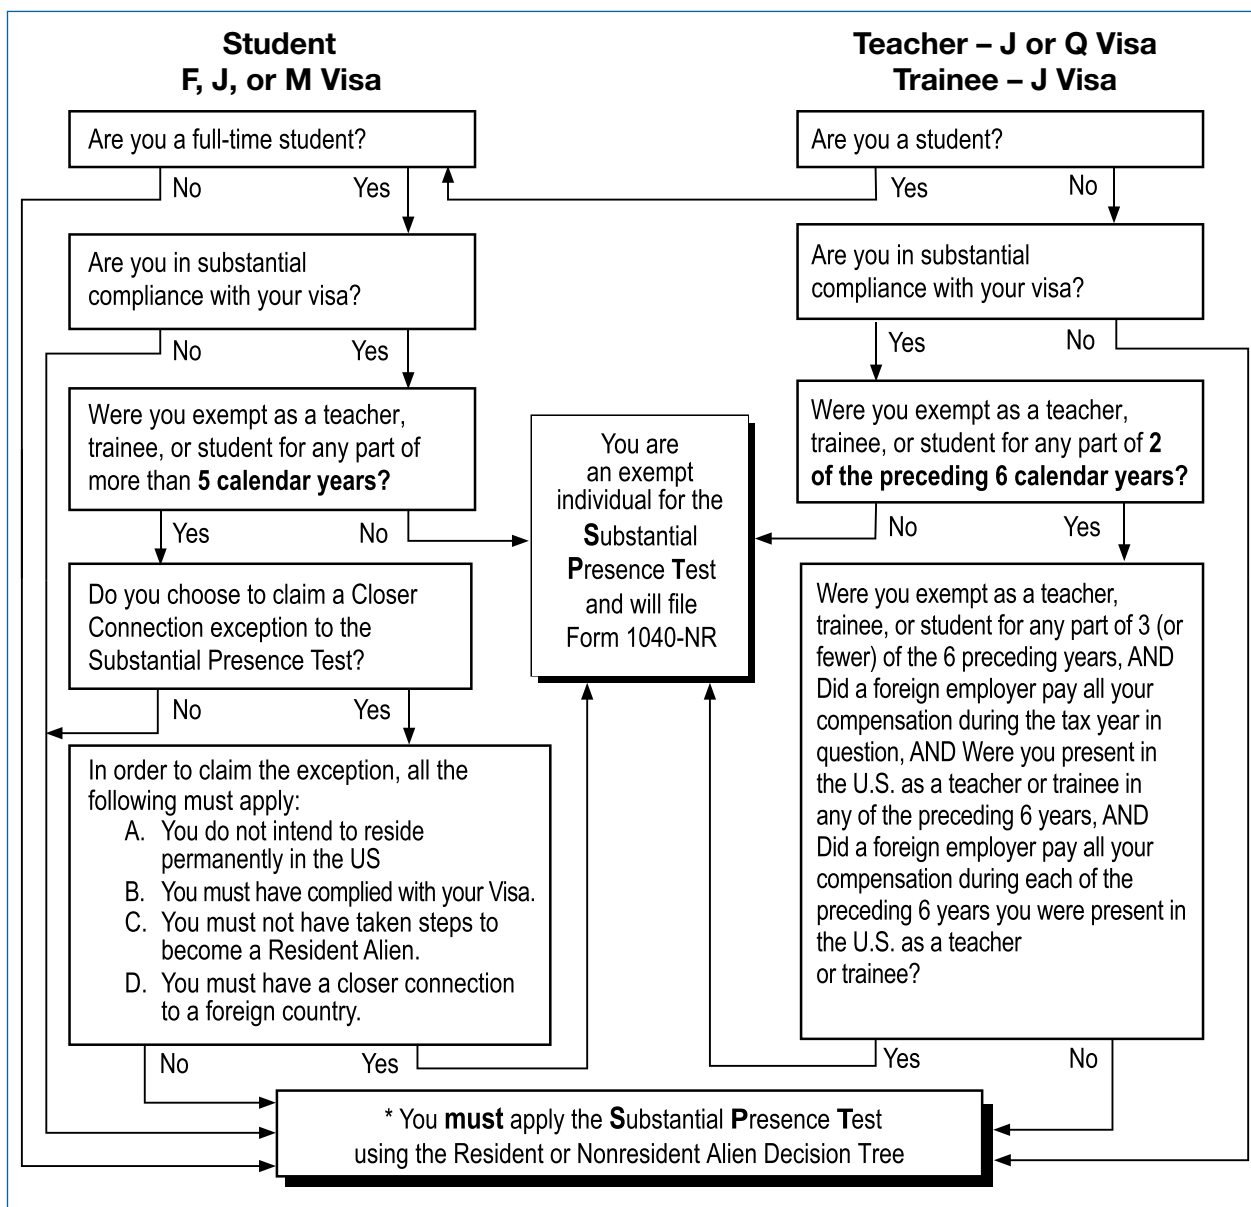 Student
F, J, or M Visa
Are you a full-time student?
No
Yes
Are you in substantial
compliance with your visa?
No
Yes
Were you exempt as a teacher,
trainee, or student for any part of
more than 5 calendar years?
Yes
No
Do you choose to claim a Closer
Connection exception to the
Substantial Presence Test?
No
Yes
In order to claim the exception, all the
following must apply:
A. You do not intend to reside
permanently in the US
B. You must have complied with your Visa.
C. You must not have taken steps to
become a Resident Alien.
D. You must have a closer connection
to a foreign country.
No
Yes
You are
an exempt
individual for the
Substantial
Presence Test
and will file
Form 1040-NR
Teacher – J or Q Visa
Trainee – J Visa
Are you a student?
Yes
No
Are you in substantial
compliance with your visa?
Yes
No
Were you exempt as a teacher,
trainee, or student for any part of 2
of the preceding 6 calendar years?
No
Yes
Were you exempt as a teacher,
trainee, or student for any part of 3 (or
fewer) of the 6 preceding years, AND
Did a foreign employer pay all your
compensation during the tax year in
question, AND Were you present in
the U.S. as a teacher or trainee in
any of the preceding 6 years, AND
Did a foreign employer pay all your
compensation during each of the
preceding 6 years you were present in
the U.S. as a teacher
or trainee?
Yes
No
* You must apply the Substantial Presence Test
using the Resident or Nonresident Alien Decision Tree